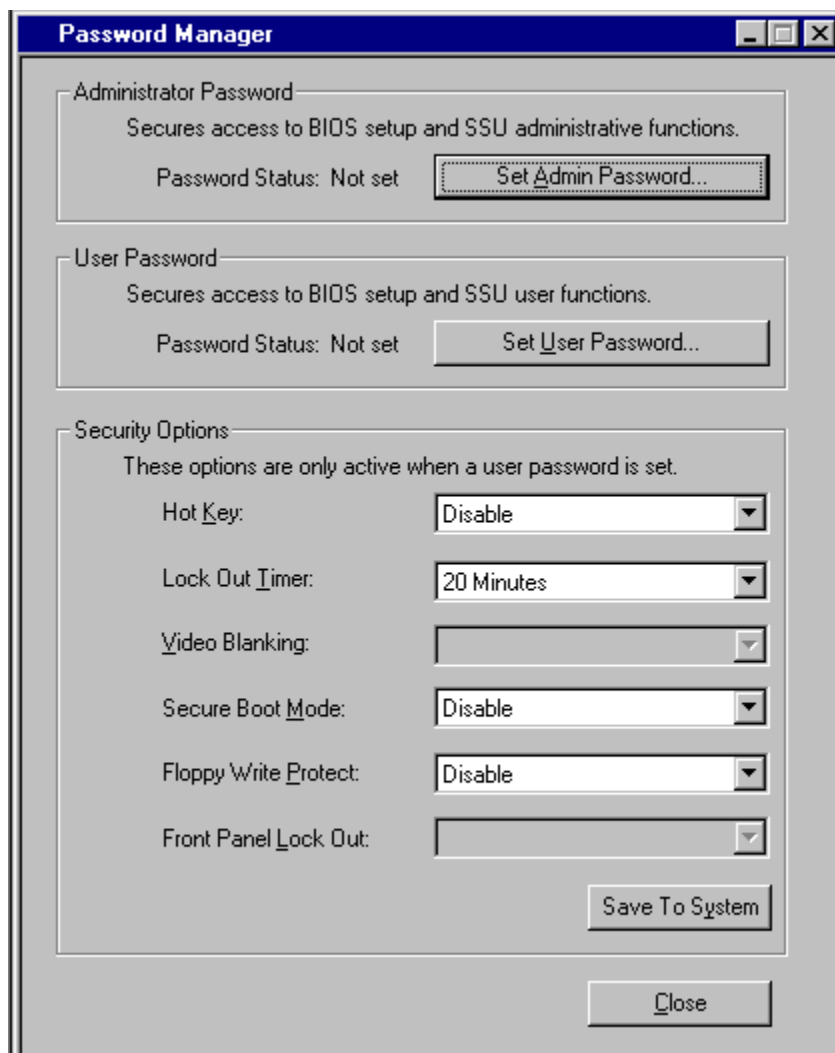 Password Manager
Administrator Password
Secures access to BIOS setup and SSU administrative functions.
Password Status: Not set Set Admin Password...
User Password
Secures access to BIOS setup and SSU user functions.
Password Status: Not set Set User Password...
Security Options
These options are only active when a user password is set.
Hot Key: Disable
Lock Out Timer: 20 Minutes
Video Blanking:
Secure Boot Mode: Disable
Floppy Write Protect: Disable
Front Panel Lock Out:
Save To System
Close